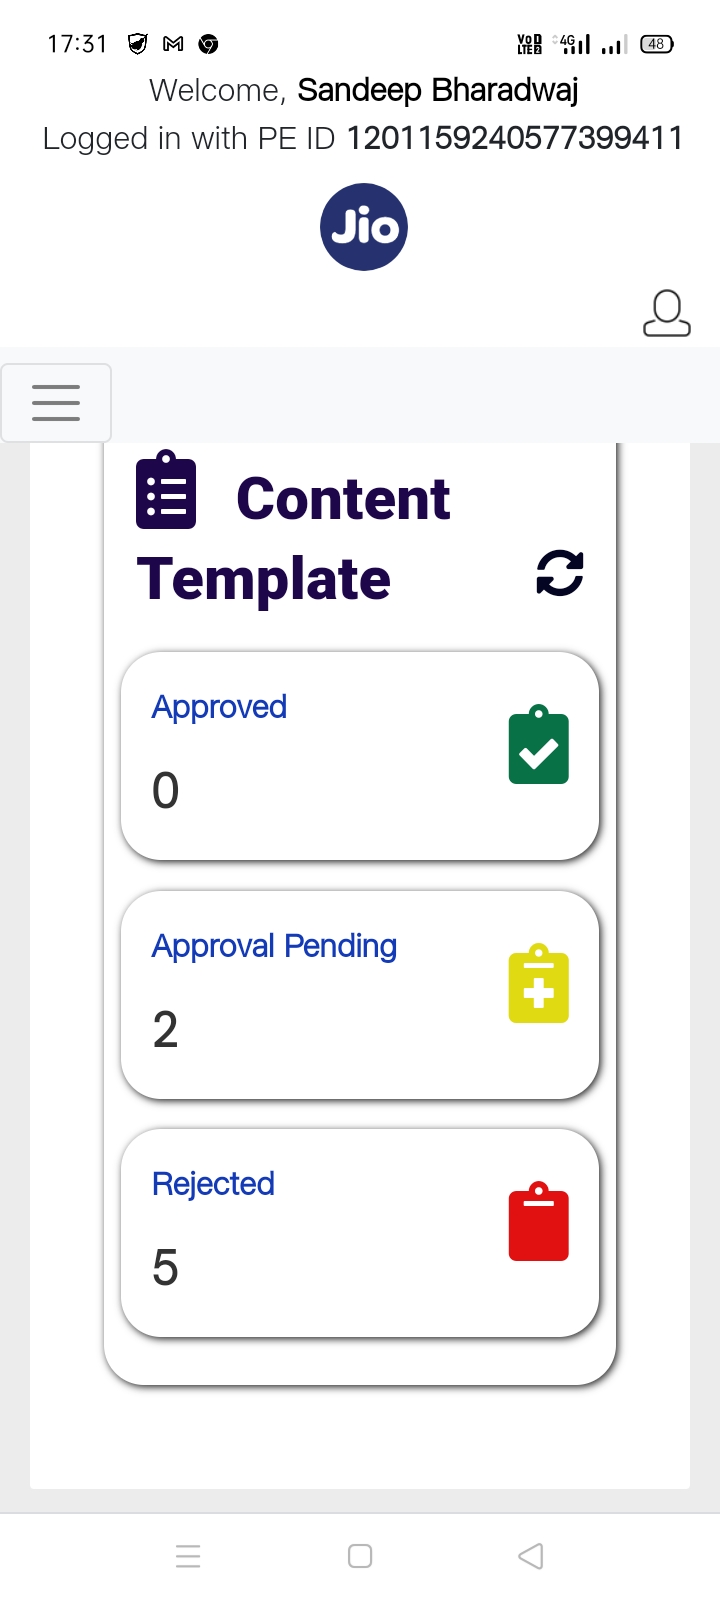 17:31 VoD LTE2 4G 48
Welcome, Sandeep Bharadwaj
Logged in with PE ID 1201159240577399411
Jio
Content
Template
Approved
0
Approval Pending
2
Rejected
5